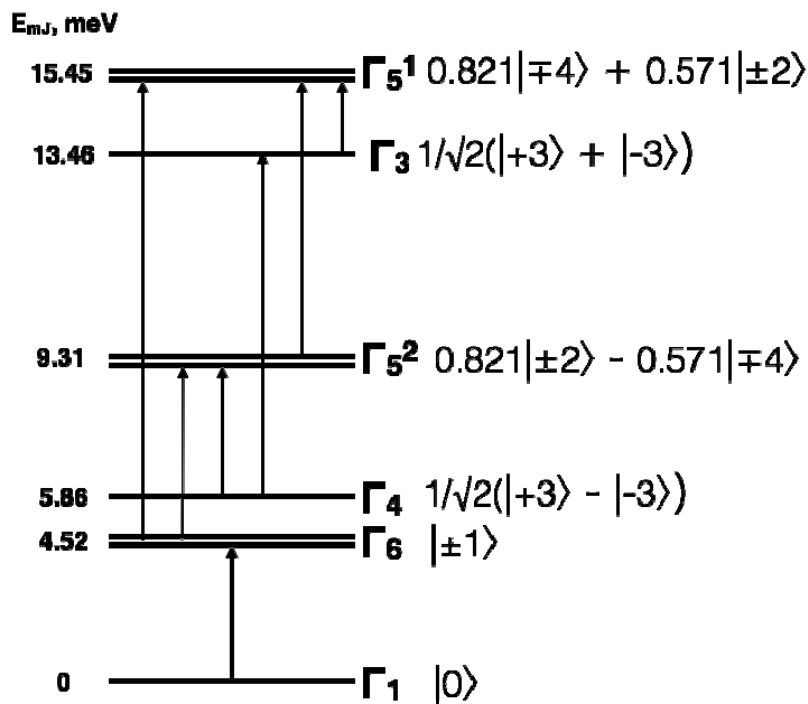 E_mJ, meV
15.45 Γ₅¹ 0.821|∓4⟩ + 0.571|±2⟩
13.46 Γ₃ 1/√2(|+3⟩ + |-3⟩)
9.31 Γ₅² 0.821|±2⟩ - 0.571|∓4⟩
5.86 Γ₄ 1/√2(|+3⟩ - |-3⟩)
4.52 Γ₆ |±1⟩
0 Γ₁ |0⟩